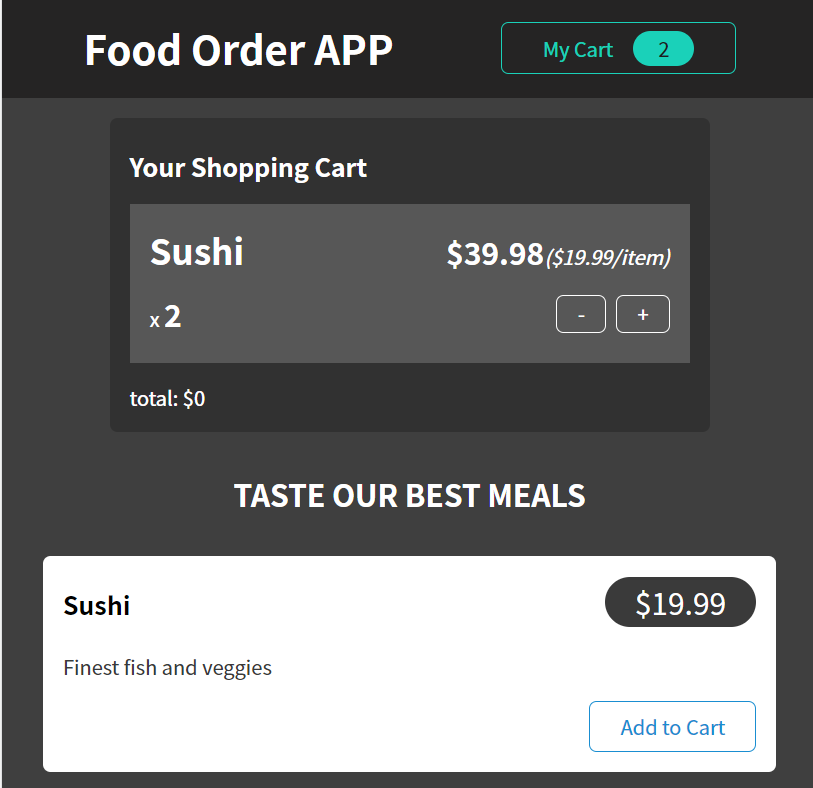 Food Order APP
My Cart 2
Your Shopping Cart
Sushi $39.98 ($19.99/item)
x 2 - +
total: $0
TASTE OUR BEST MEALS
Sushi $19.99
Finest fish and veggies
Add to Cart